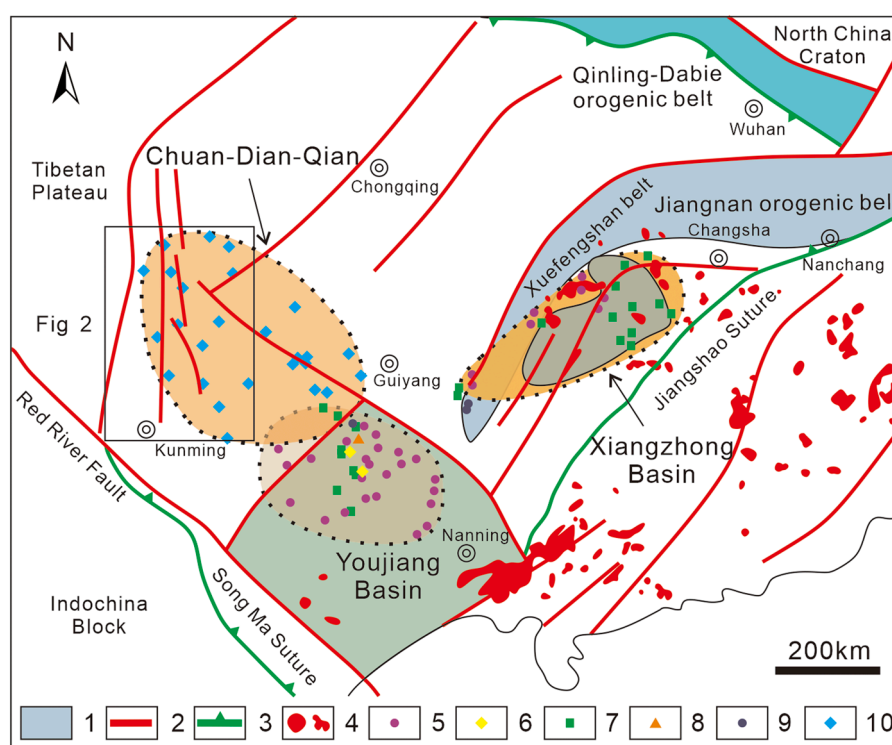 N
North China
Craton
Qinling-Dabie
orogenic belt
Wuhan
Tibetan
Plateau
Chuan-Dian-Qian
Chongqing
Xuefengshan belt
Jiangnan orogenic belt
Changsha
Nanchang
Fig 2
Guiyang
Jiangshao Suture
Red River Fault
Kunming
Xiangzhong
Basin
Nanning
Youjiang
Basin
Song Ma Suture
Indochina
Block
200km
1 2 3 4 5 6 7 8 9 10